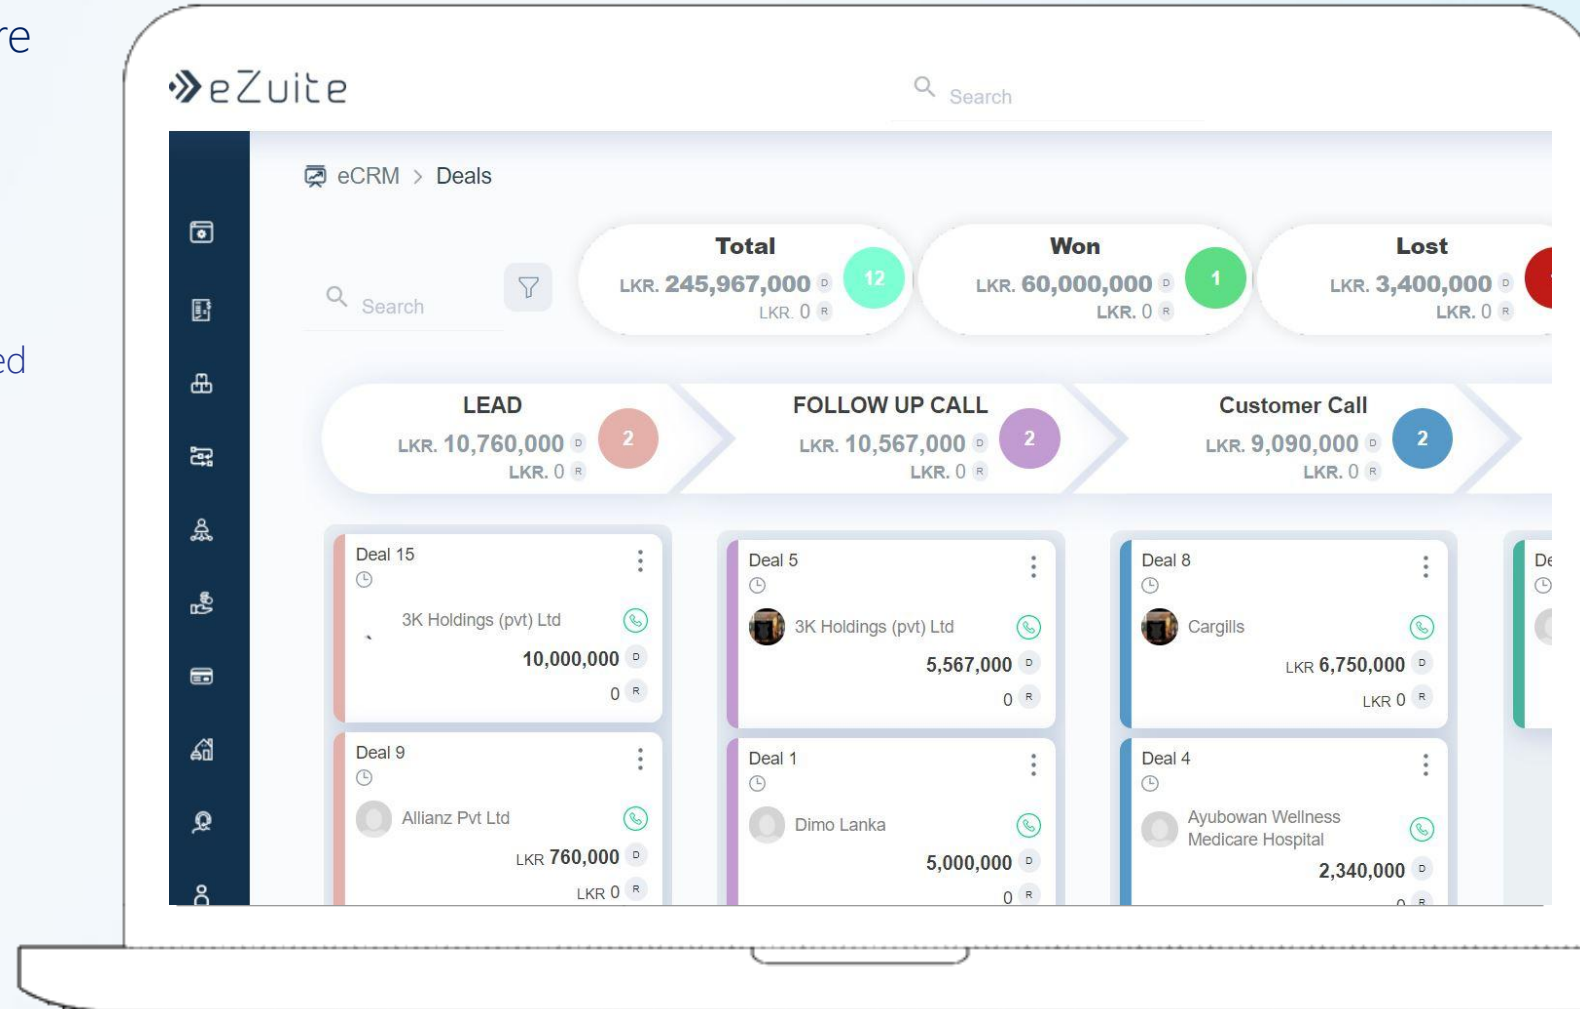 re
eZuite
Search
eCRM > Deals
Total
LKR. 245,967,000 D
12
LKR. 0 R
Won
LKR. 60,000,000 D
1
LKR. 0 R
Lost
LKR. 3,400,000 D
LKR. 0 R
Search
ed
LEAD
LKR. 10,760,000 D
2
LKR. 0 R
FOLLOW UP CALL
LKR. 10,567,000 D
2
LKR. 0 R
Customer Call
LKR. 9,090,000 D
2
LKR. 0 R
Deal 15
3K Holdings (pvt) Ltd
10,000,000 D
0 R
Deal 5
3K Holdings (pvt) Ltd
5,567,000 D
0 R
Deal 8
Cargills
LKR 6,750,000 D
LKR 0 R
De
Deal 9
Allianz Pvt Ltd
LKR 760,000 D
LKR 0 R
Deal 1
Dimo Lanka
5,000,000 D
0 R
Deal 4
Ayubowan Wellness
Medicare Hospital
2,340,000 D
0 R